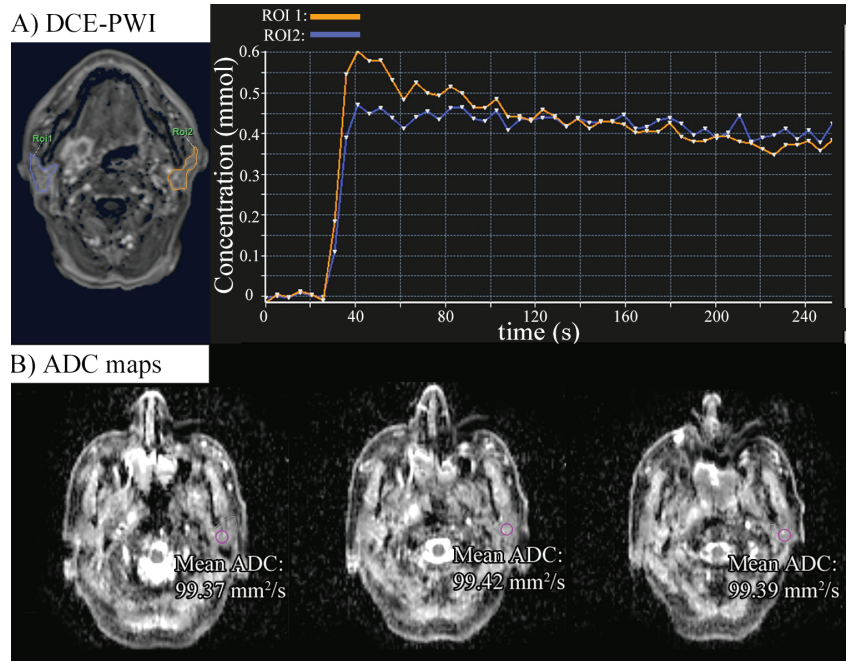 A) DCE-PWI
ROI 1:
ROI2:
Roi1
Roi2
Concentration (mmol)
0.6
0.5
0.4
0.3
0.2
0.1
0
0
40
80
120
160
200
240
time (s)
B) ADC maps
Mean ADC:
99.37 mm²/s
Mean ADC:
99.42 mm²/s
Mean ADC:
99.39 mm²/s